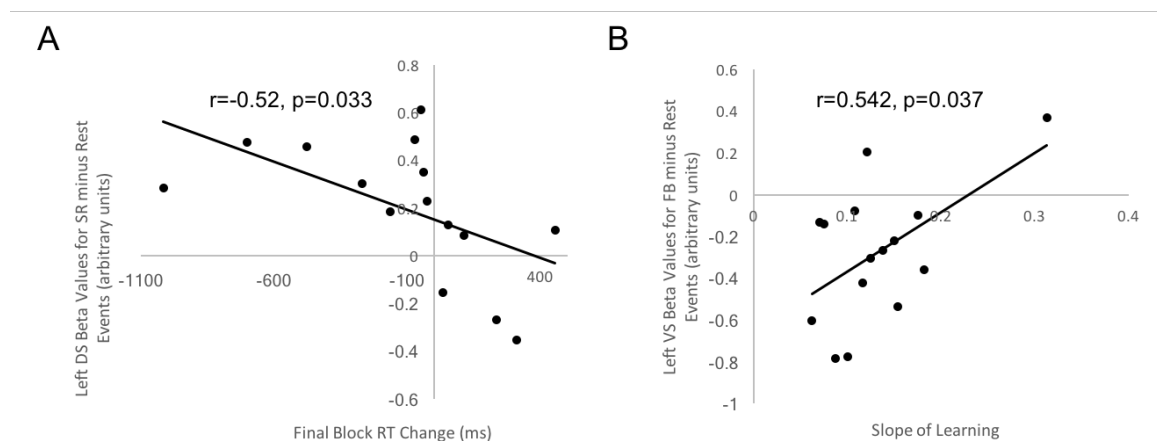 A
r=-0.52, p=0.033
Left DS Beta Values for SR minus Rest
Events (arbitrary units)
0.8
0.6
0.4
0.2
0
-0.2
-0.4
-0.6
-1100
-600
-100
400
Final Block RT Change (ms)
B
r=0.542, p=0.037
Left VS Beta Values for FB minus Rest
Events (arbitrary units)
0.6
0.4
0.2
0
-0.2
-0.4
-0.6
-0.8
-1
0
0.1
0.2
0.3
0.4
Slope of Learning